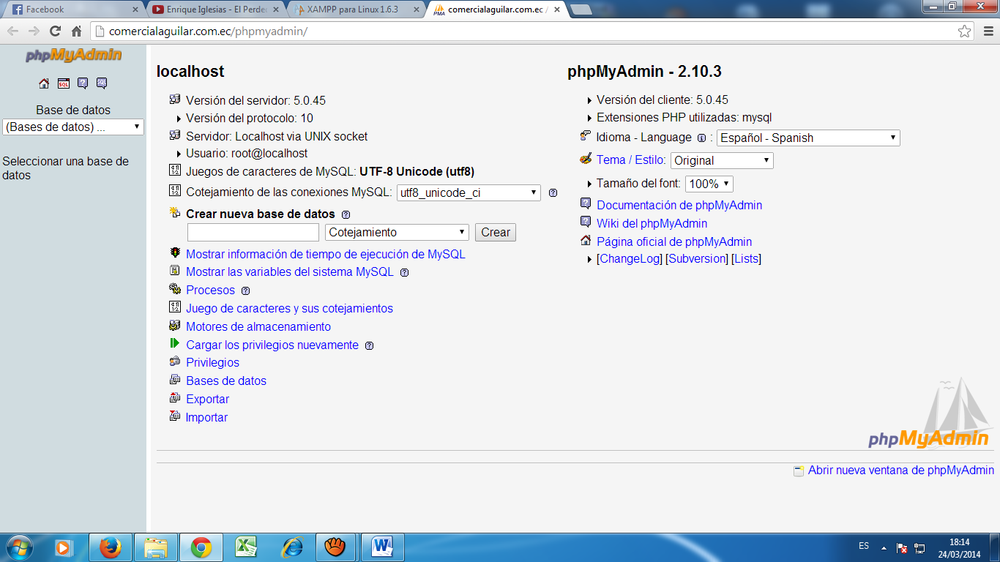 Facebook
Enrique Iglesias - El Perde
XAMPP para Linux 1.6.3
comercialaguilar.com.ec /
comercialaguilar.com.ec/phpmyadmin/
phpMyAdmin
SQL
SQL
Base de datos
(Bases de datos) ...
Seleccionar una base de
datos
localhost
Versión del servidor: 5.0.45
Versión del protocolo: 10
Servidor: Localhost via UNIX socket
Usuario: root@localhost
Juegos de caracteres de MySQL: UTF-8 Unicode (utf8)
Cotejamiento de las conexiones MySQL: utf8_unicode_ci
Crear nueva base de datos
Cotejamiento Crear
Mostrar información de tiempo de ejecución de MySQL
Mostrar las variables del sistema MySQL
Procesos
Juego de caracteres y sus cotejamientos
Motores de almacenamiento
Cargar los privilegios nuevamente
Privilegios
Bases de datos
Exportar
Importar
phpMyAdmin - 2.10.3
Versión del cliente: 5.0.45
Extensiones PHP utilizadas: mysql
Idioma - Language : Español - Spanish
Tema / Estilo: Original
Tamaño del font: 100%
Documentación de phpMyAdmin
Wiki del phpMyAdmin
Página oficial de phpMyAdmin
[ChangeLog] [Subversion] [Lists]
phpMyAdmin
Abrir nueva ventana de phpMyAdmin
ES
18:14
24/03/2014